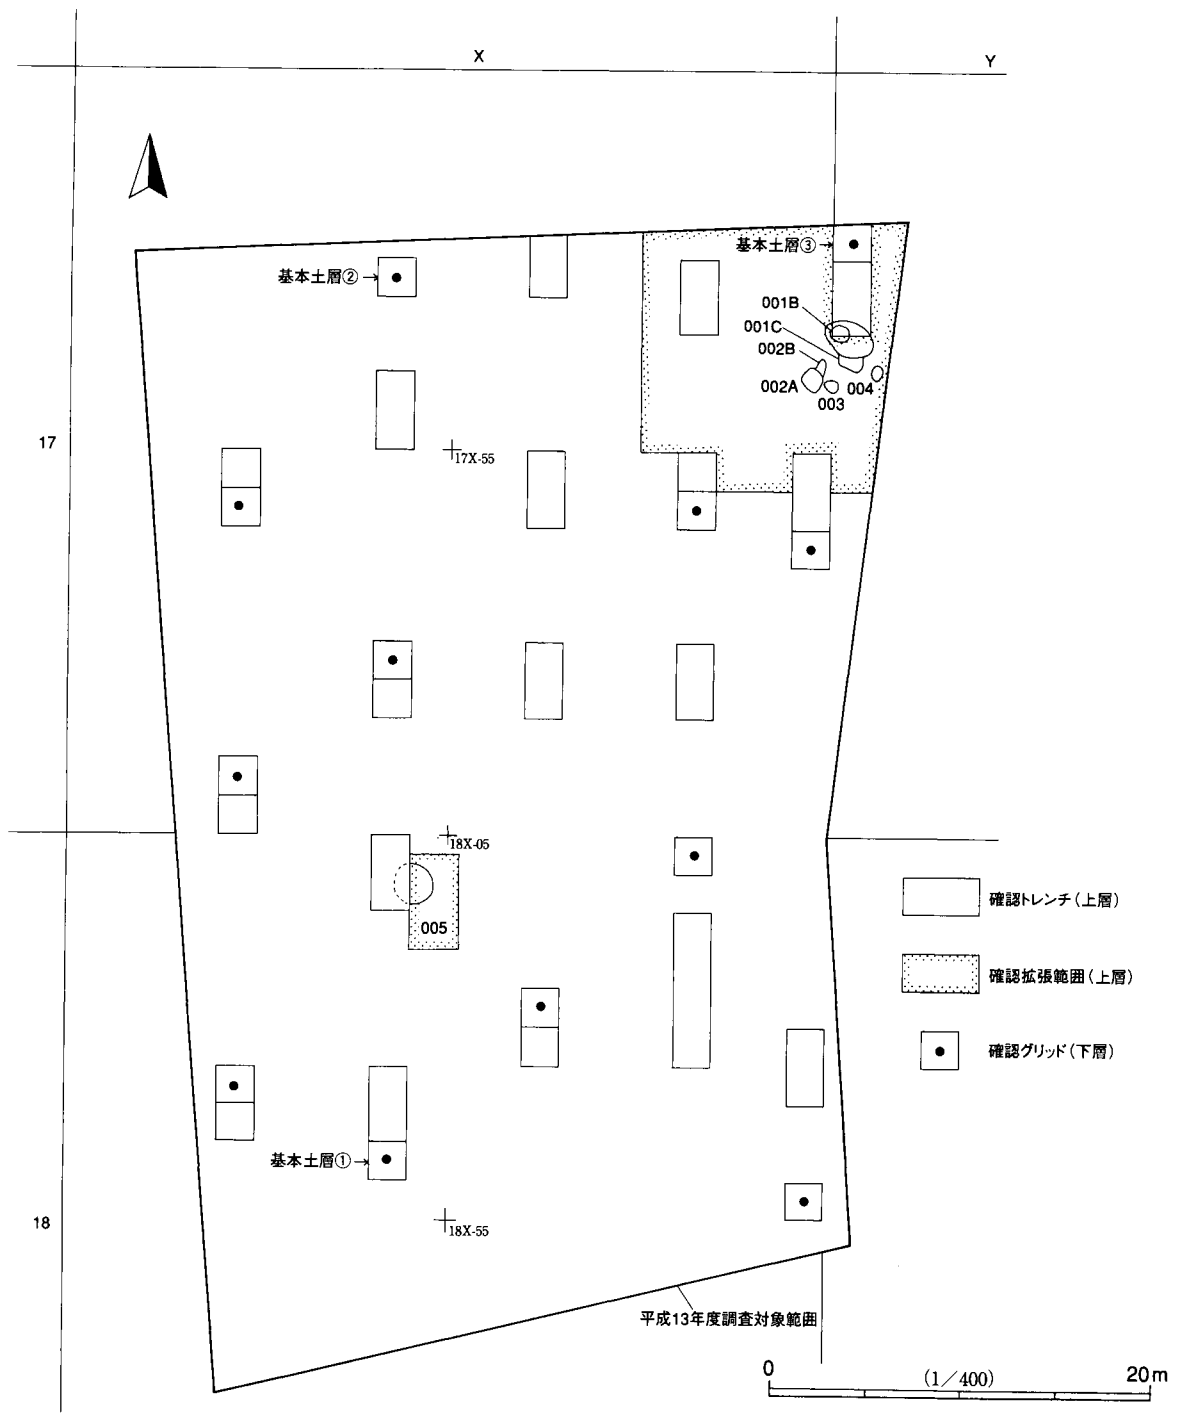 X
Y
基本土層③
基本土層②
001B
001C
002B
002A
004
003
17
17X-55
18X-05
確認トレンチ(上層)
005
確認拡張範囲(上層)
確認グリッド(下層)
基本土層①
18
18X-55
平成13年度調査対象範囲
0
(1/400)
20m